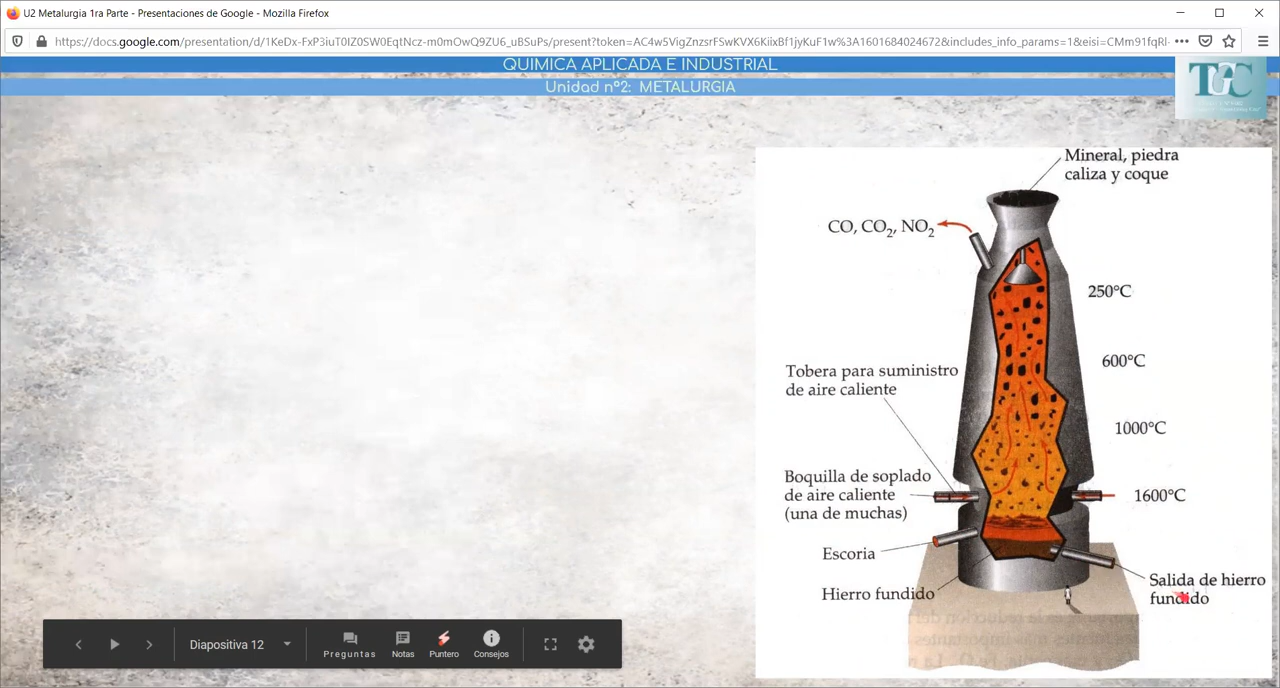 U2 Metalurgia 1ra Parte - Presentaciones de Google - Mozilla Firefox
https://docs.google.com/presentation/d/1KeDx-FxP3iuT0IZ0SW0EqtNcz-m0mOwQ9ZU6_uBSuPs/present?token=AC4w5VigZnzsrFSwKVX6KiixBf1jyKuF1w%3A1601684024672&includes_info_params=1&eisi=CMm91fqRI-
QUIMICA APLICADA E INDUSTRIAL
Unidad nº2: METALURGIA
TGC
Mineral, piedra
caliza y coque
CO, CO₂, NO₂
250°C
600°C
Tobera para suministro
de aire caliente
1000°C
Boquilla de soplado
de aire caliente
(una de muchas)
1600°C
Escoria
Hierro fundido
Salida de hierro
fundido
Diapositiva 12
Preguntas
Notas
Puntero
Consejos